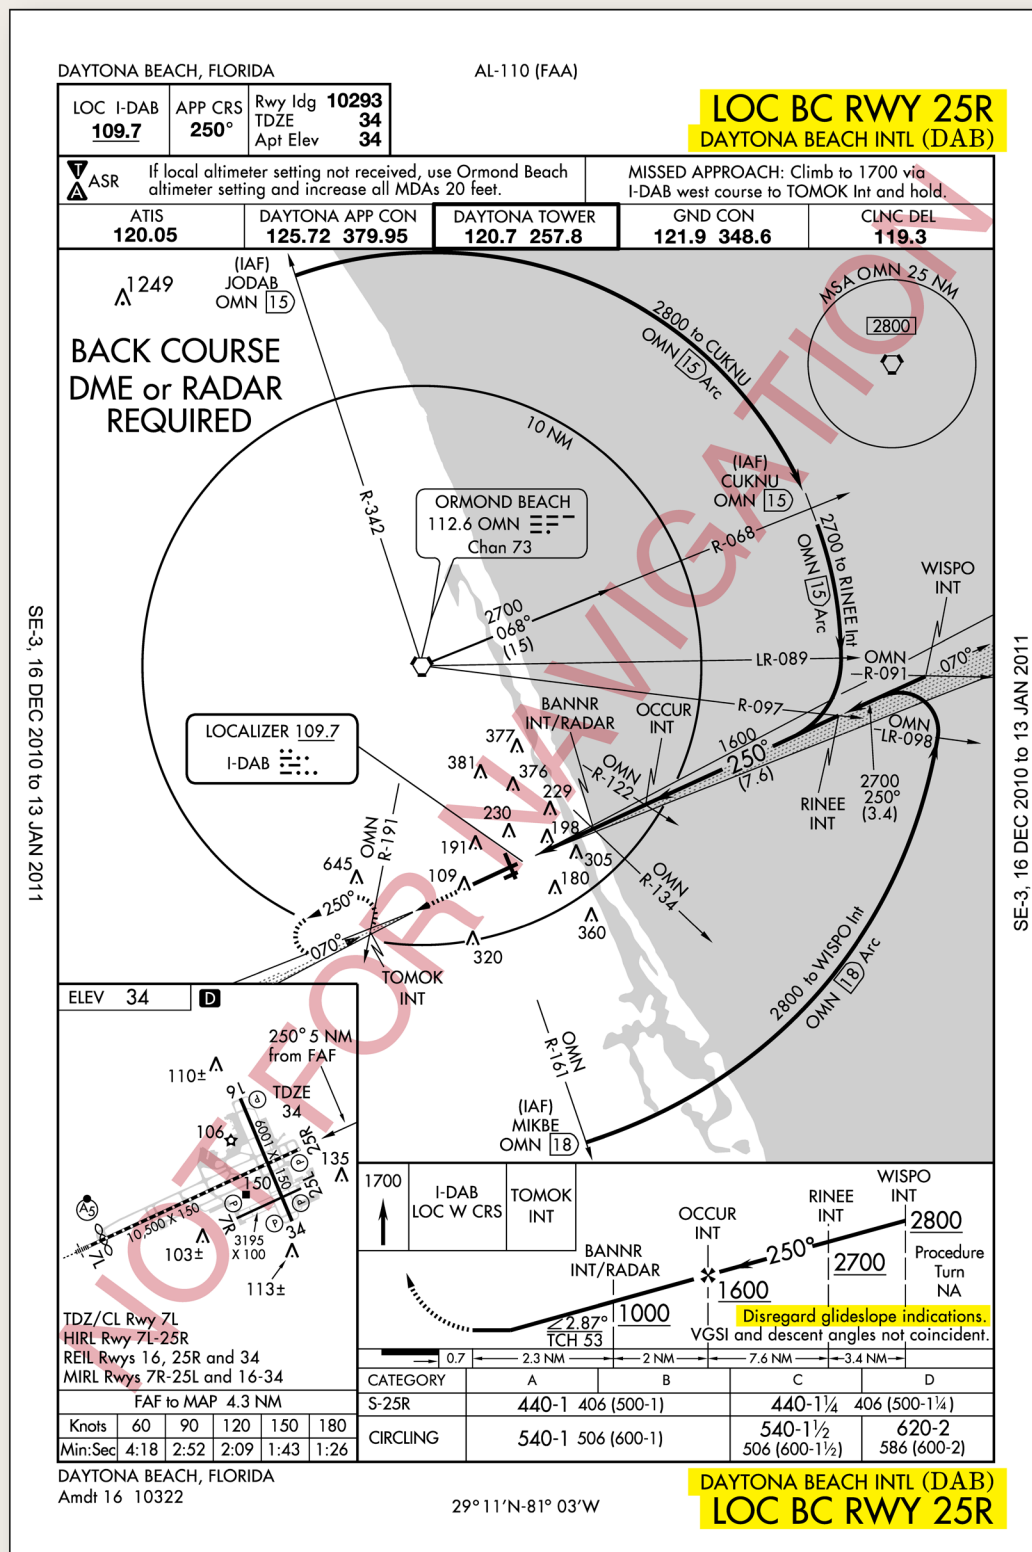 DAYTONA BEACH, FLORIDA
AL-110 (FAA)
LOC BC RWY 25R
DAYTONA BEACH INTL (DAB)
LOC I-DAB
109.7
APP CRS
250°
Rwy ldg 10293
TDZE 34
Apt Elev 34
T
A
ASR
If local altimeter setting not received, use Ormond Beach
altimeter setting and increase all MDAs 20 feet.
MISSED APPROACH: Climb to 1700 via
I-DAB west course to TOMOK Int and hold.
ATIS
120.05
DAYTONA APP CON
125.72 379.95
DAYTONA TOWER
120.7 257.8
GND CON
121.9 348.6
CLNC DEL
119.3
1249
(IAF)
JODAB
OMN 15
BACK COURSE
DME or RADAR
REQUIRED
2800 to CUKNU
OMN 15 Arc
MSA OMN 25 NM
2800
10 NM
R-342
ORMOND BEACH
112.6 OMN
Chan 73
(IAF)
CUKNU
OMN 15
R-068
2700 to RINEE Int
OMN 15 Arc
WISPO
INT
2700
068°
(15)
LR-089
OMN
R-091
070°
R-097
OMN
LR-098
LOCALIZER 109.7
I-DAB
BANNR
INT/RADAR
OCCUR
INT
1600
250°
(7.6)
RINEE
INT
2700
250°
(3.4)
377
381
376
229
230
198
191
305
109
180
645
360
320
OMN
R-122
OMN
R-134
OMN
R-191
250°
070°
TOMOK
INT
2800 to WISPO Int
OMN 18 Arc
OMN
R-161
(IAF)
MIKBE
OMN 18
NOT FOR NAVIGATION
SE-3, 16 DEC 2010 to 13 JAN 2011
SE-3, 16 DEC 2010 to 13 JAN 2011
ELEV 34
D
250° 5 NM
from FAF
110±
16
P
TDZE
34
106
6001 X 150
25R
P
135
150
25L
P
A5
10,500 X 150
P
7R
P
34
7L
103±
3195
X 100
113±
TDZ/CL Rwy 7L
HIRL Rwy 7L-25R
REIL Rwys 16, 25R and 34
MIRL Rwys 7R-25L and 16-34
FAF to MAP 4.3 NM
Knots 60 90 120 150 180
Min:Sec 4:18 2:52 2:09 1:43 1:26
1700
I-DAB
LOC W CRS
TOMOK
INT
BANNR
INT/RADAR
OCCUR
INT
RINEE
INT
WISPO
INT
2800
2700
250°
1600
1000
Procedure
Turn
NA
2.87°
TCH 53
Disregard glideslope indications.
VGSI and descent angles not coincident.
0.7 2.3 NM 2 NM 7.6 NM 3.4 NM
CATEGORY A B C D
S-25R 440-1 406 (500-1) 440-1¼ 406 (500-1¼)
CIRCLING 540-1 506 (600-1) 540-1½ 506 (600-1½) 620-2 586 (600-2)
DAYTONA BEACH, FLORIDA
Amdt 16 10322
29°11'N-81°03'W
DAYTONA BEACH INTL (DAB)
LOC BC RWY 25R